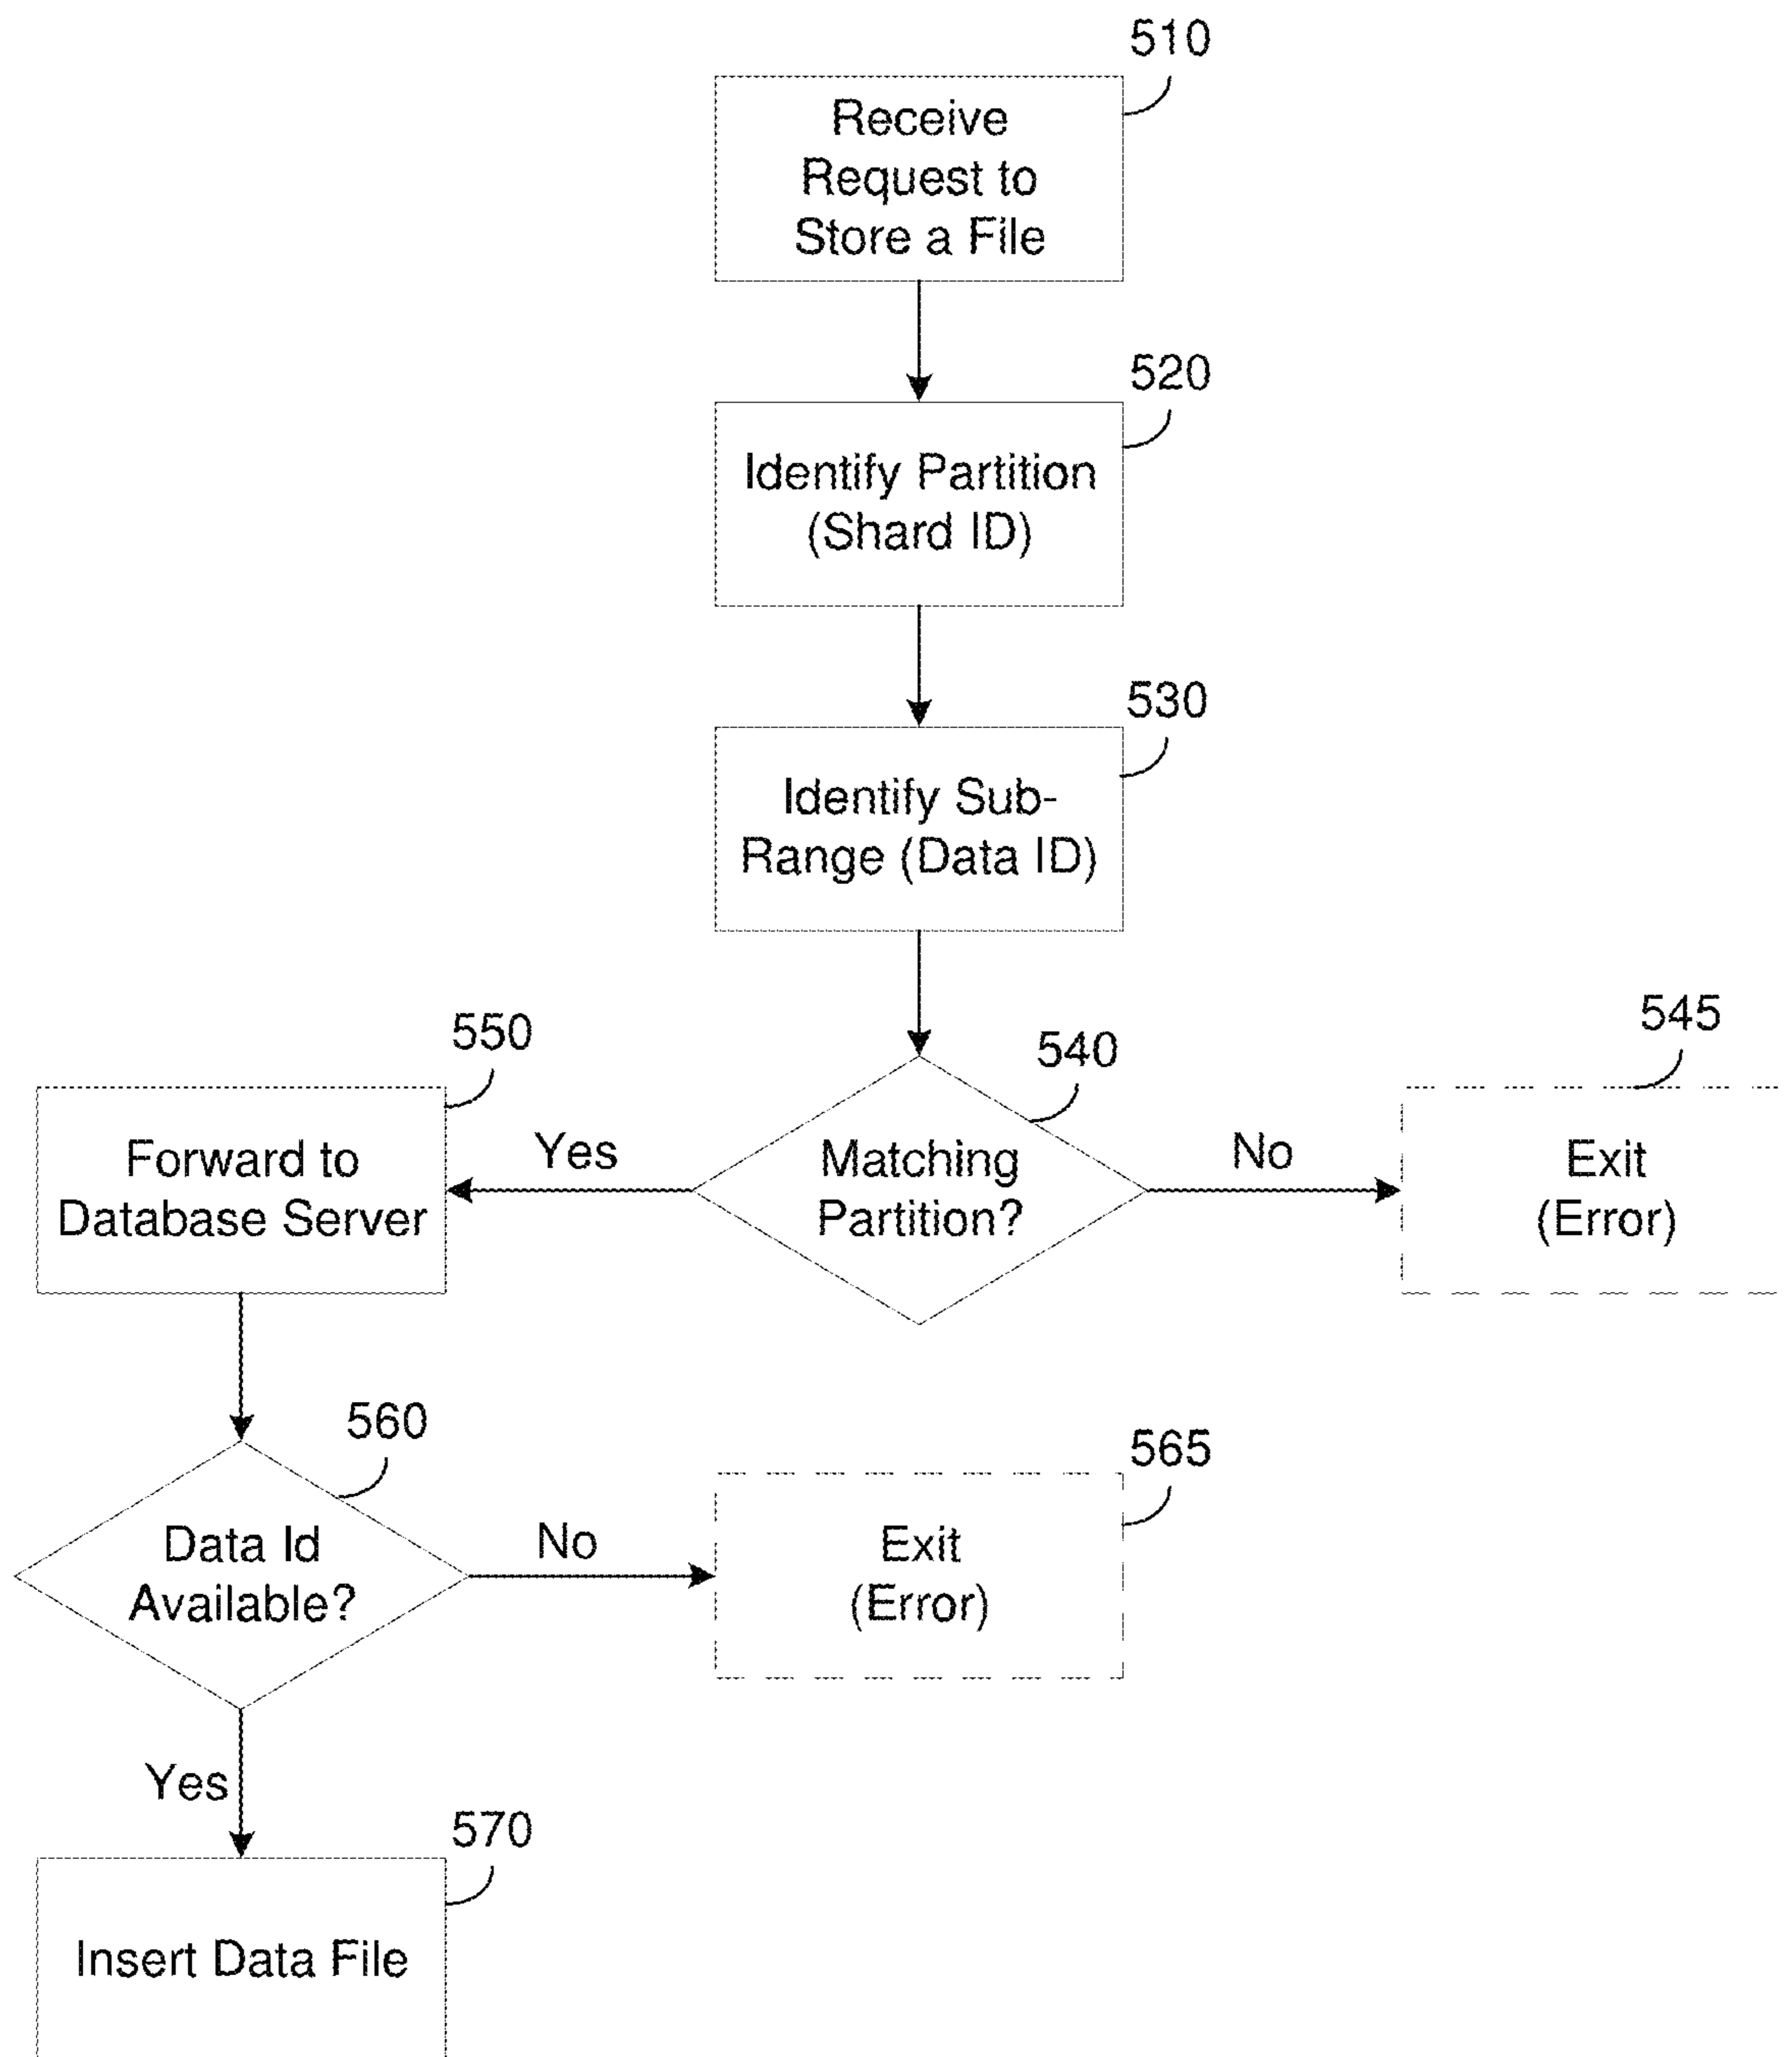 510
Receive
Request to
Store a File
520
Identify Partition
(Shard ID)
530
Identify Sub-
Range (Data ID)
540
Matching
Partition?
Yes
No
545
Exit
(Error)
550
Forward to
Database Server
560
Data Id
Available?
No
565
Exit
(Error)
Yes
570
Insert Data File